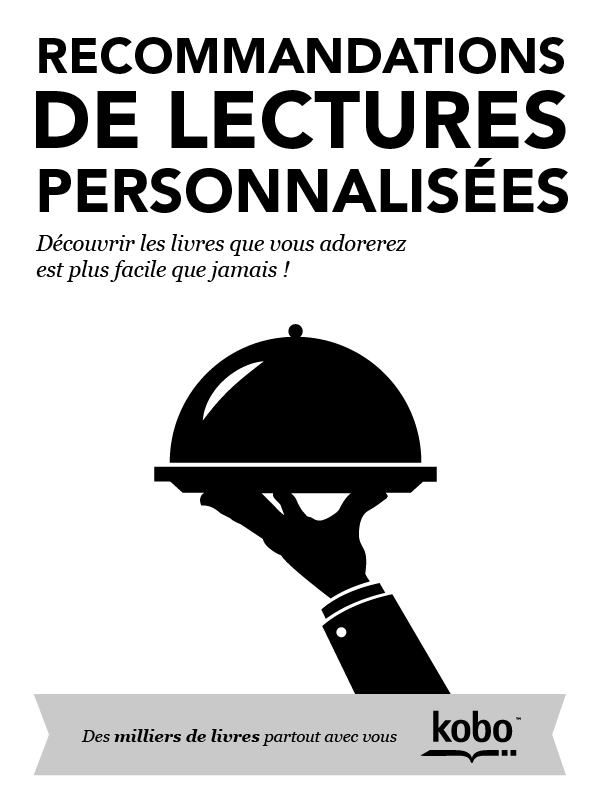 RECOMMANDATIONS
DE LECTURES
PERSONNALISÉES
Découvrir les livres que vous adorerez
est plus facile que jamais !
Des milliers de livres partout avec vous
kobo™